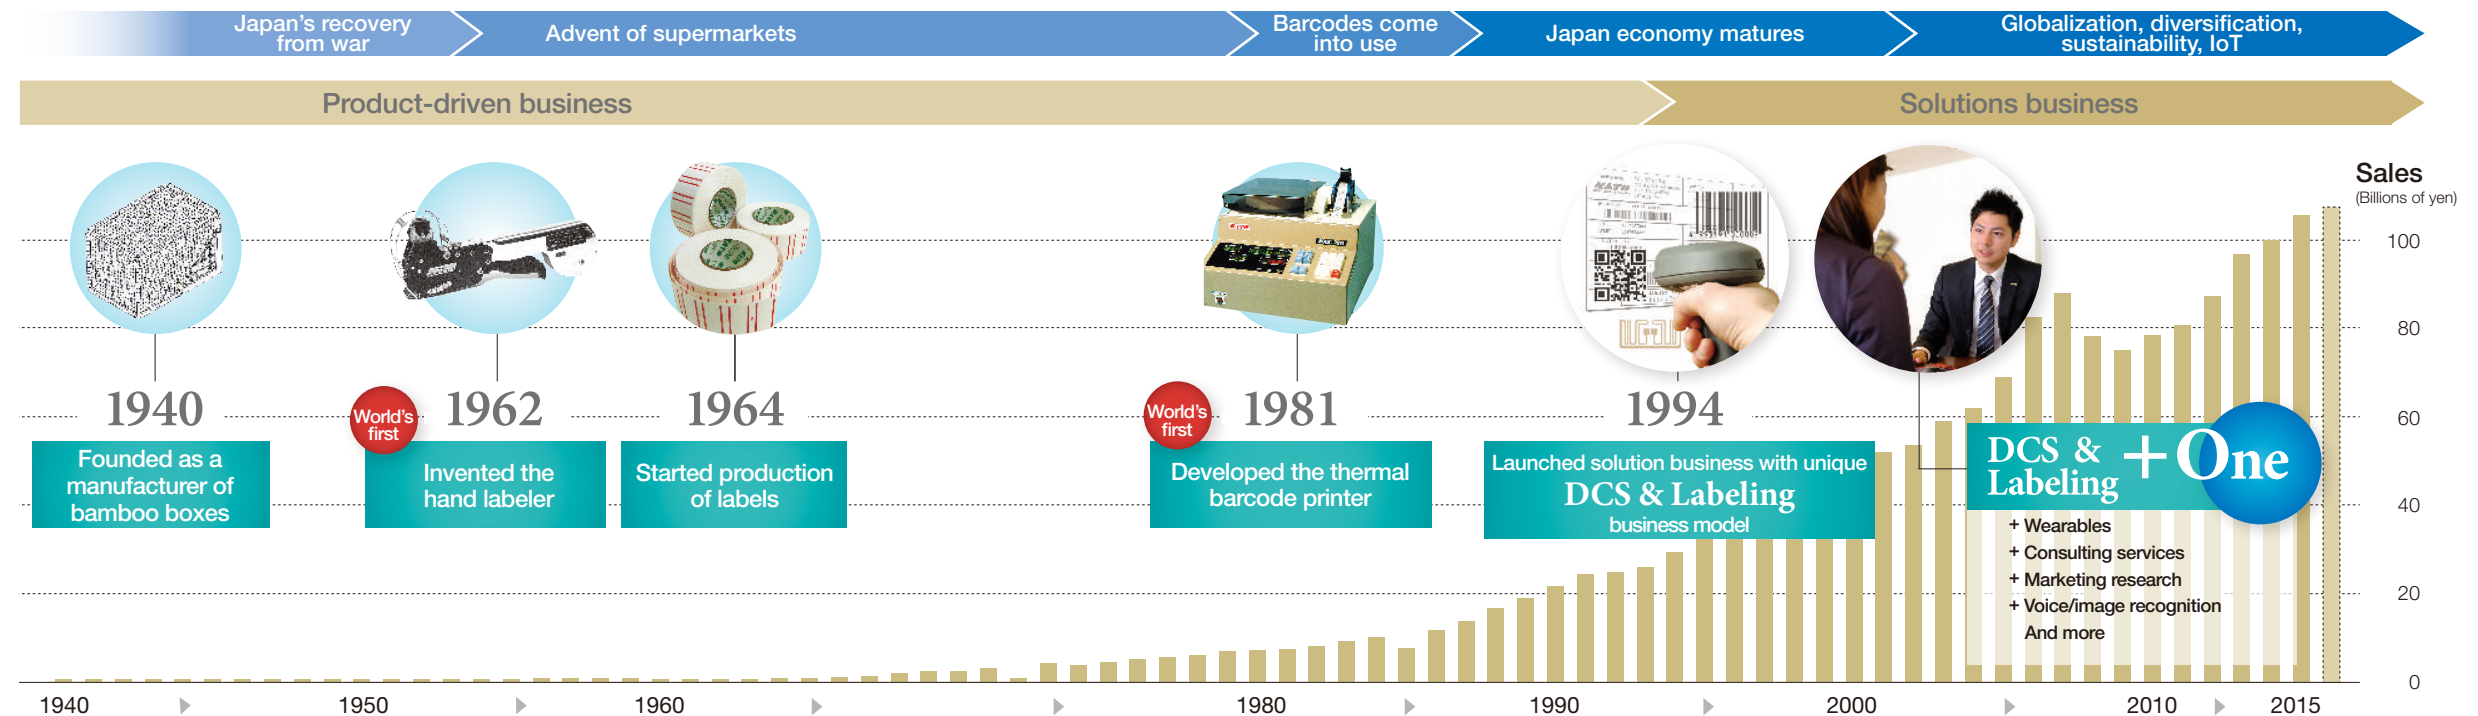 Japan’s recovery
from war
Advent of supermarkets
Barcodes come
into use
Japan economy matures
Globalization, diversification,
sustainability, IoT
Product-driven business
Solutions business
Sales
(Billions of yen)
100
80
60
40
20
0
1940
Founded as a
manufacturer of
bamboo boxes
World’s
first
1962
Invented the
hand labeler
1964
Started production
of labels
World’s
first
1981
Developed the thermal
barcode printer
1994
Launched solution business with unique
DCS & Labeling
business model
DCS &
Labeling
+One
+ Wearables
+ Consulting services
+ Marketing research
+ Voice/image recognition
And more
1940
1950
1960
1980
1990
2000
2010
2015